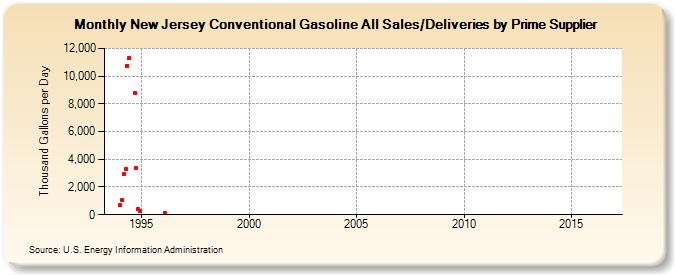 Monthly New Jersey Conventional Gasoline All Sales/Deliveries by Prime Supplier
Thousand Gallons per Day
12,000
10,000
8,000
6,000
4,000
2,000
0
1995 2000 2005 2010 2015
Source: U.S. Energy Information Administration